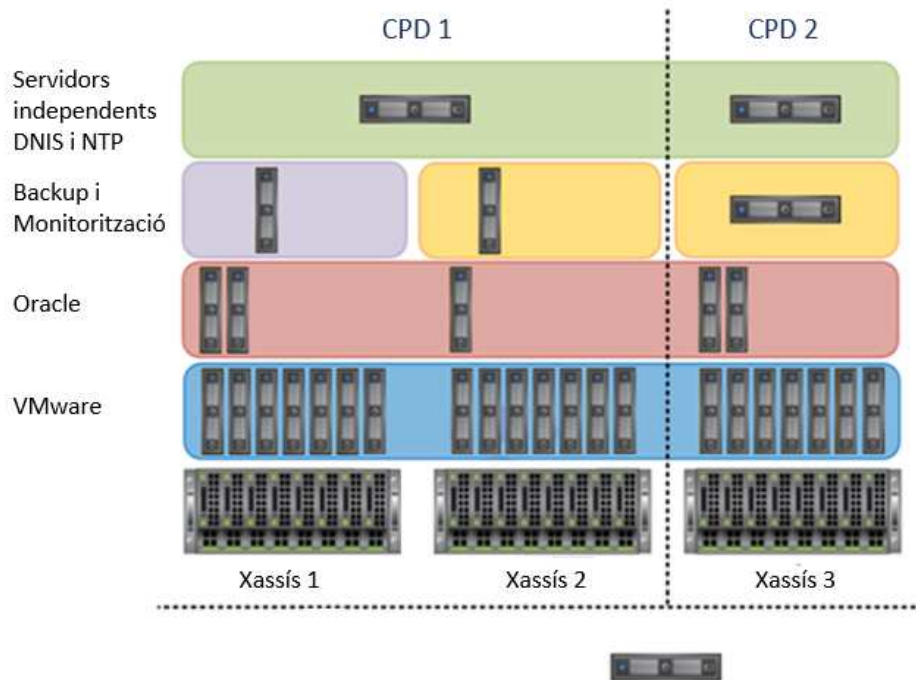 CPD 1
CPD 2
Servidors
independents
DNIS i NTP
Backup i
Monitorització
Oracle
VMware
Xassís 1
Xassís 2
Xassís 3